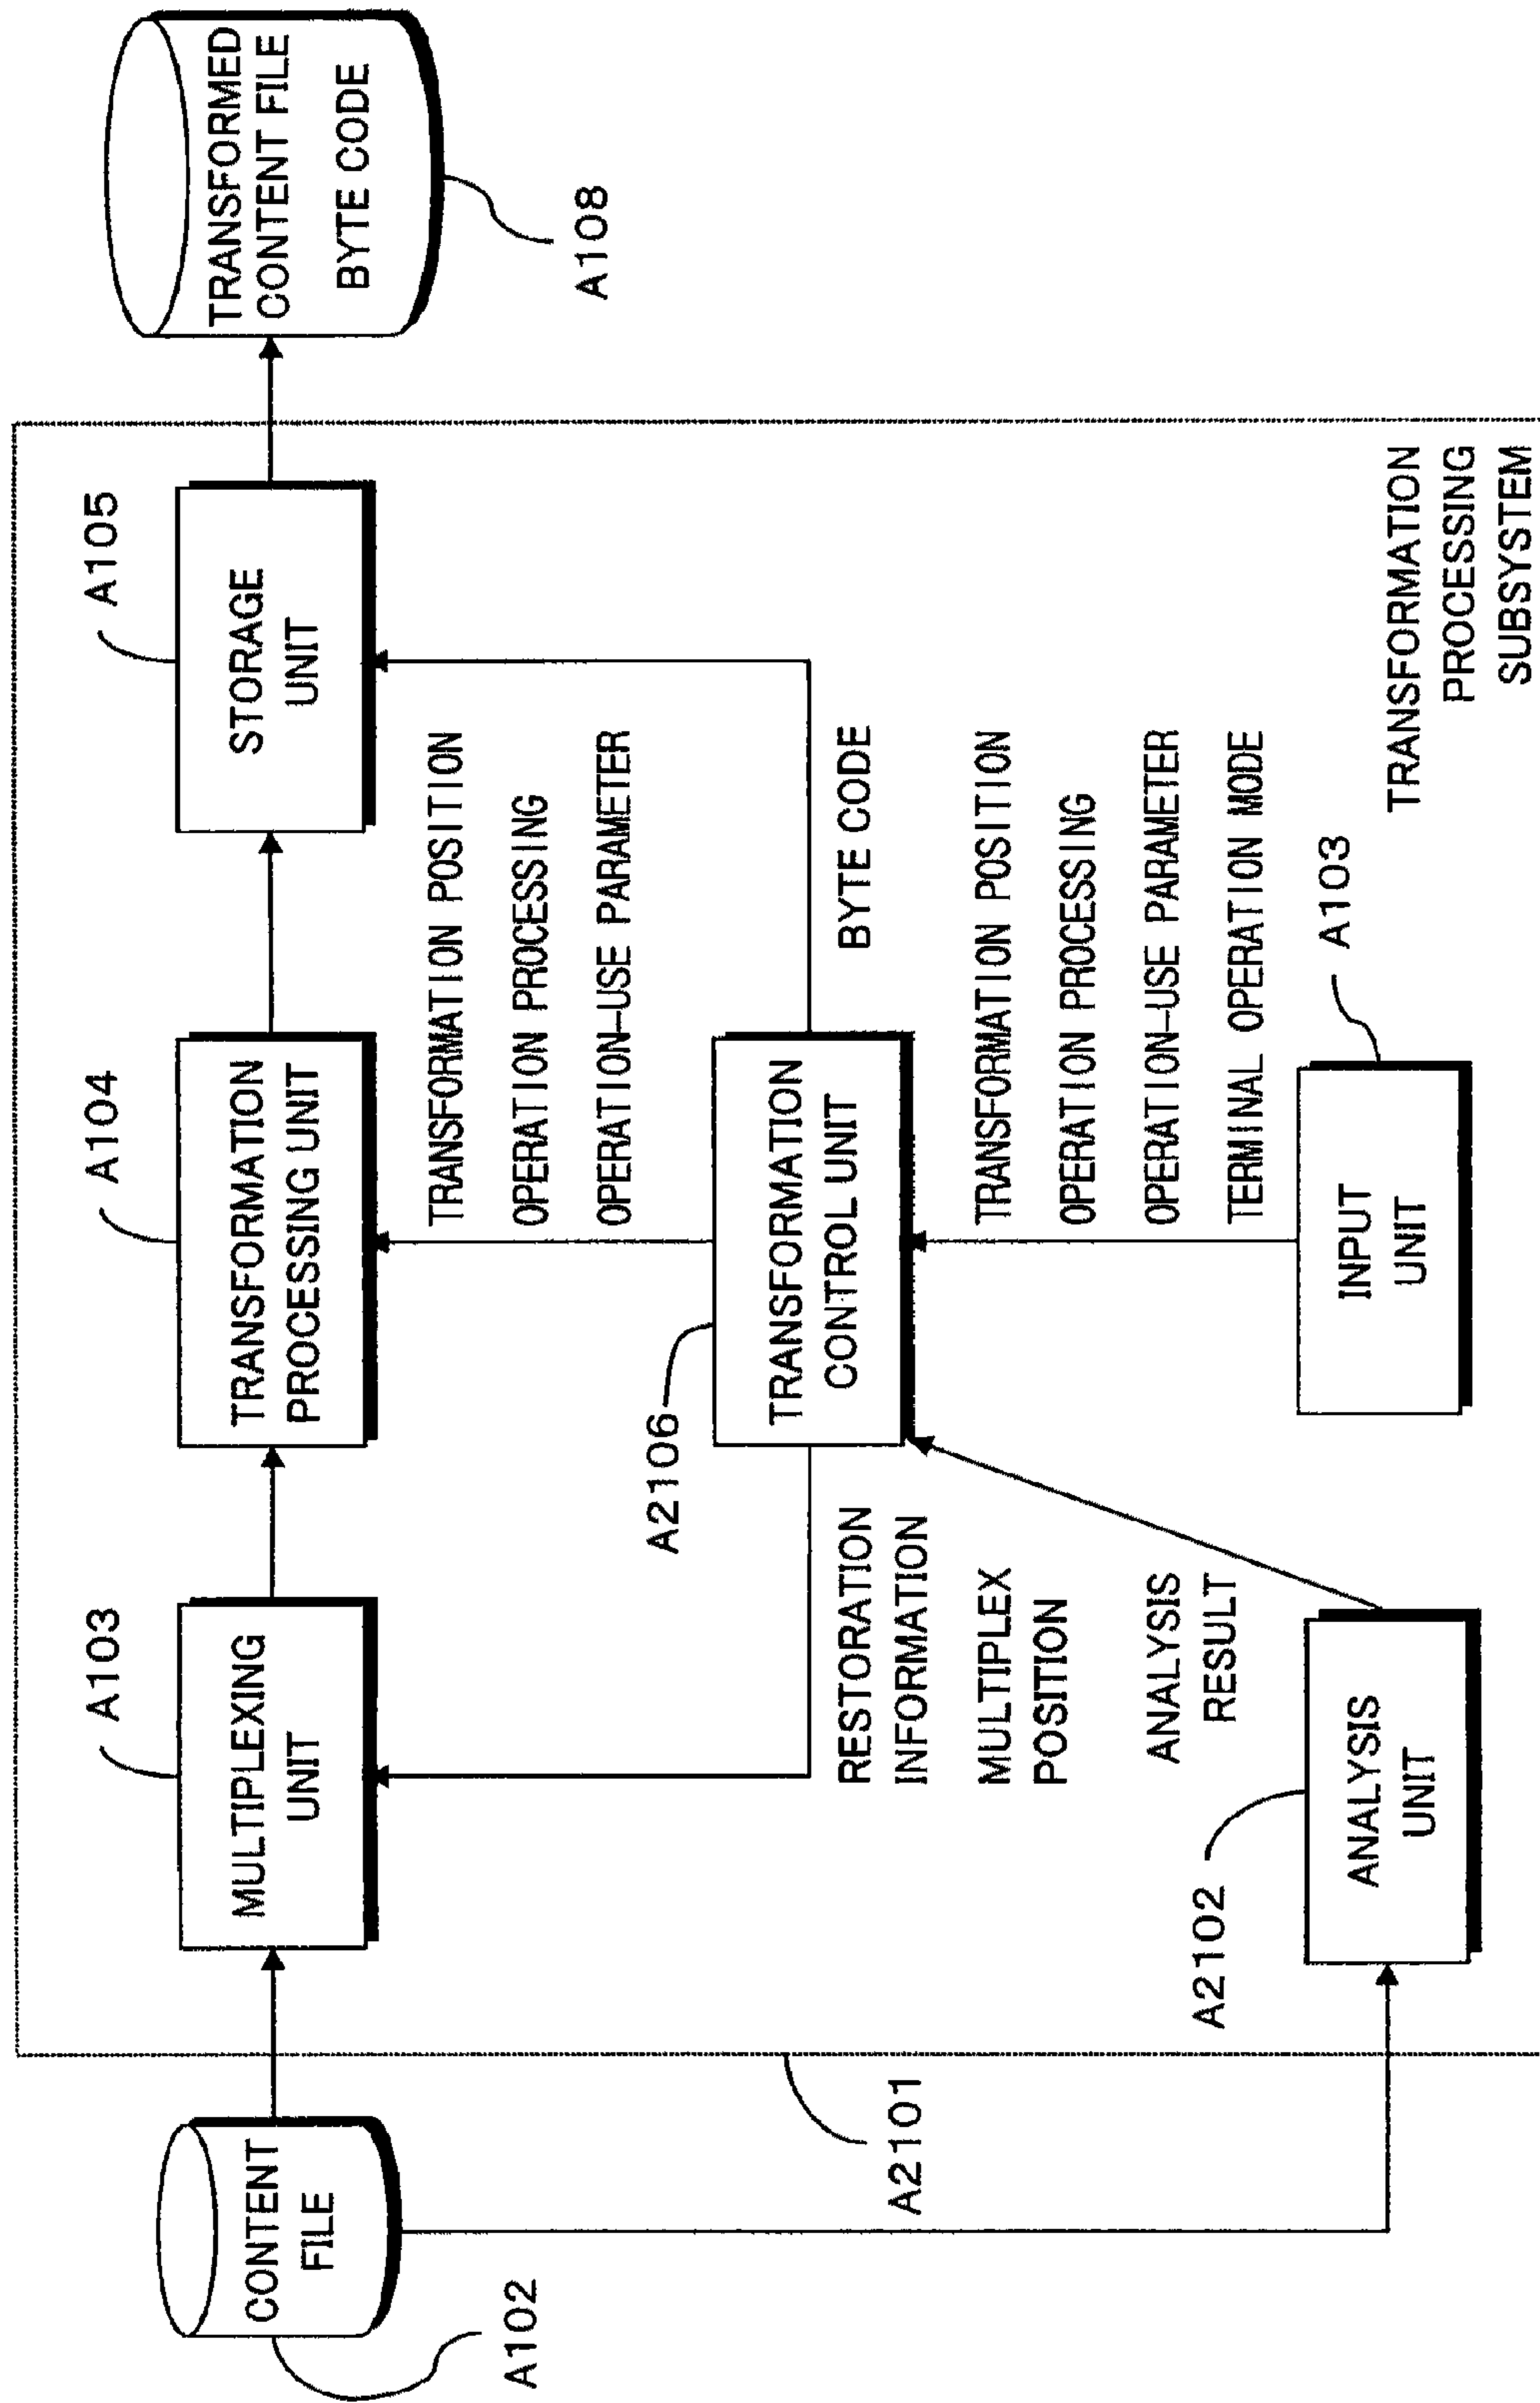 A102
CONTENT
FILE
A2101
A103
MULTIPLEXING
UNIT
A104
TRANSFORMATION
PROCESSING UNIT
A105
STORAGE
UNIT
TRANSFORMED
CONTENT FILE
BYTE CODE
A108
TRANSFORMATION POSITION
OPERATION PROCESSING
OPERATION-USE PARAMETER
A2106
TRANSFORMATION
CONTROL UNIT
RESTORATION
INFORMATION
MULTIPLEX
POSITION
BYTE CODE
TRANSFORMATION POSITION
OPERATION PROCESSING
OPERATION-USE PARAMETER
TERMINAL OPERATION MODE
ANALYSIS
RESULT
A2102
ANALYSIS
UNIT
A103
INPUT
UNIT
TRANSFORMATION
PROCESSING
SUBSYSTEM